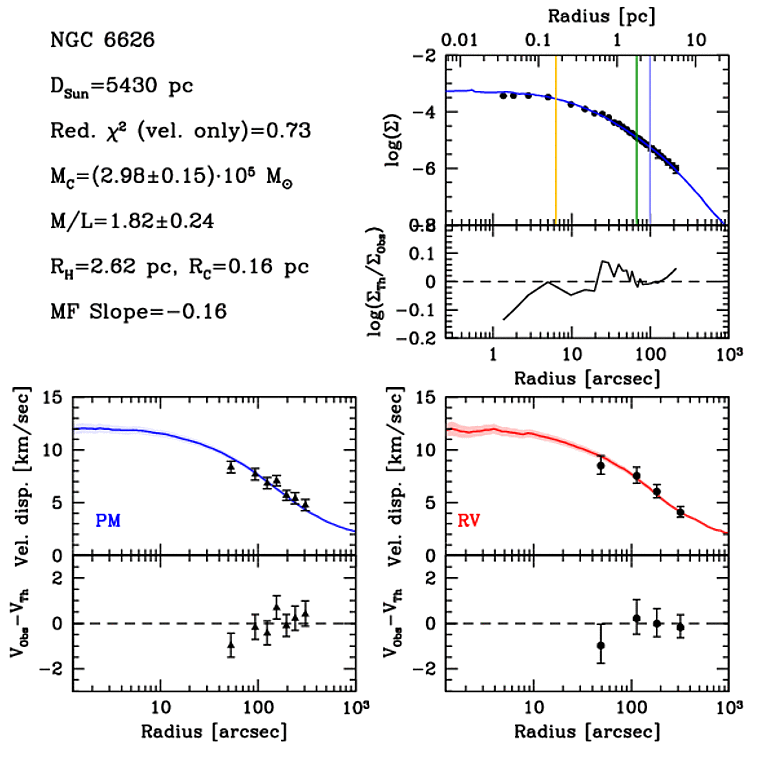 NGC 6626
D_Sun=5430 pc
Red. χ² (vel. only)=0.73
M_C=(2.98±0.15)·10⁵ M_⊙
M/L=1.82±0.24
R_H=2.62 pc, R_C=0.16 pc
MF Slope=−0.16
Radius [pc]
0.01 0.1 1 10
−2
−4
−6
log(Σ)
0.8
0.1
0
−0.1
−0.2
log(Σ_Th/Σ_Obs)
1 10 100 10³
Radius [arcsec]
15
10
5
0
Vel. disp. [km/sec]
PM
2
0
−2
V_Obs−V_Th
10 100 10³
Radius [arcsec]
15
10
5
0
Vel. disp. [km/sec]
RV
2
0
−2
V_Obs−V_Th
10 100 10³
Radius [arcsec]